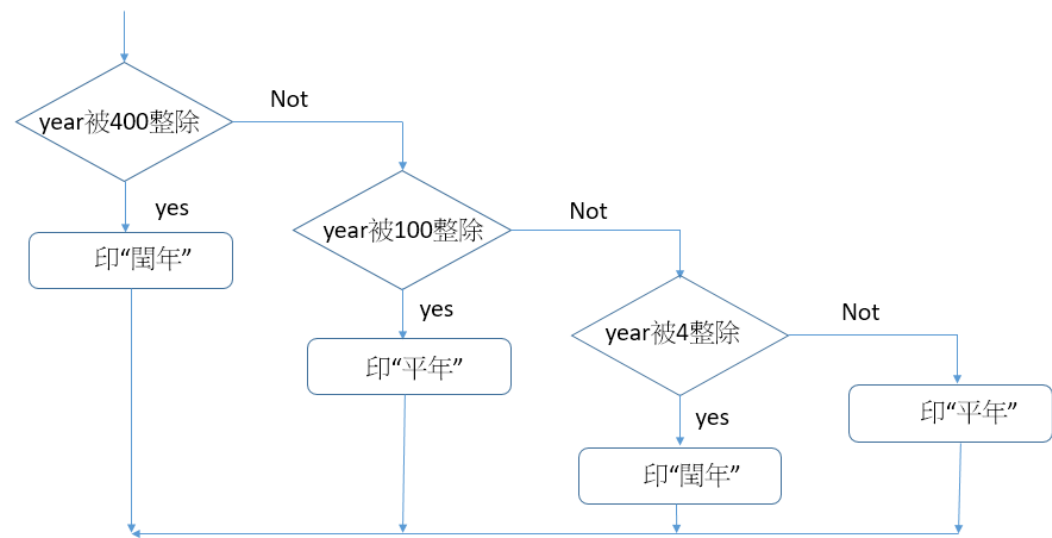 Not
year被400整除
yes
Not
year被100整除
印“閏年”
yes
Not
year被4整除
印“平年”
yes
印“平年”
印“閏年”